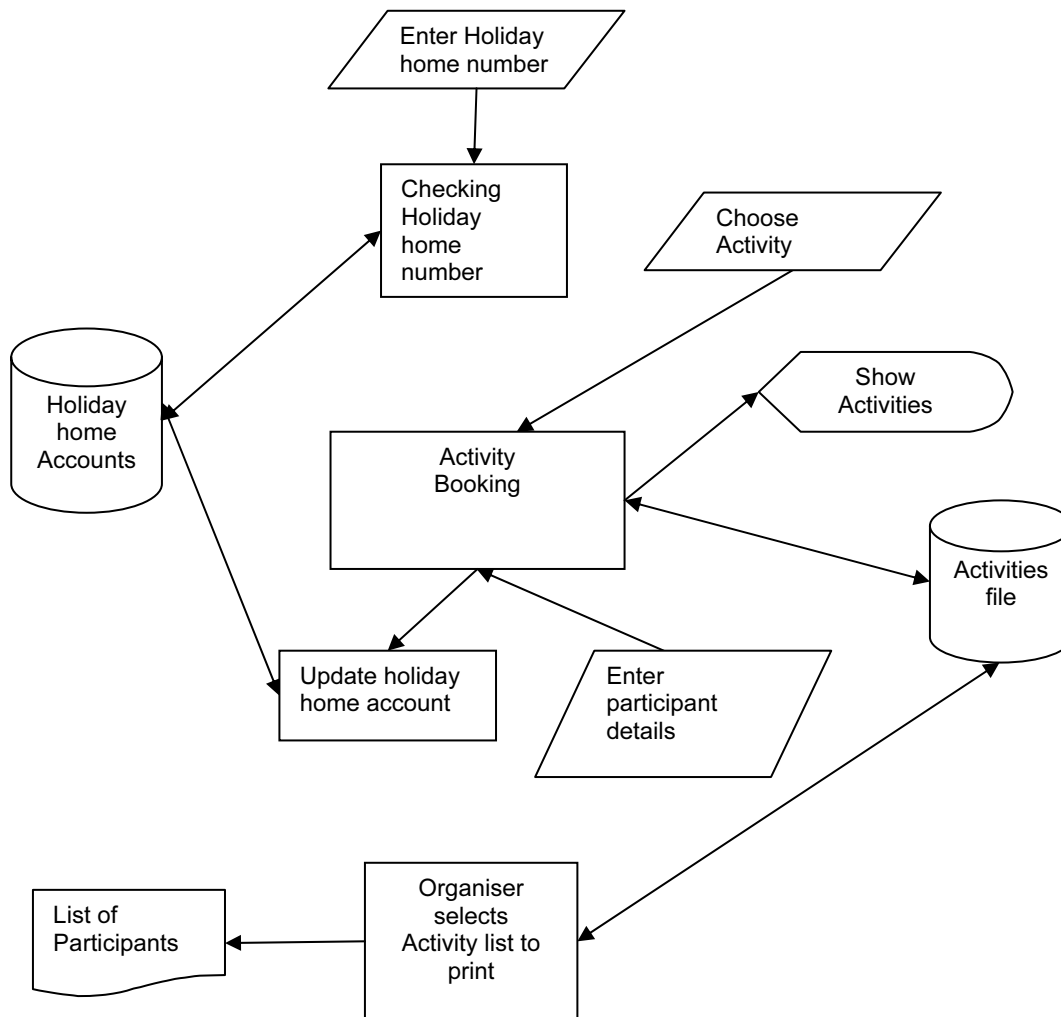 Enter Holiday
home number
Checking
Holiday
home
number
Choose
Activity
Show
Activities
Holiday
home
Accounts
Activity
Booking
Activities
file
Update holiday
home account
Enter
participant
details
List of
Participants
Organiser
selects
Activity list to
print